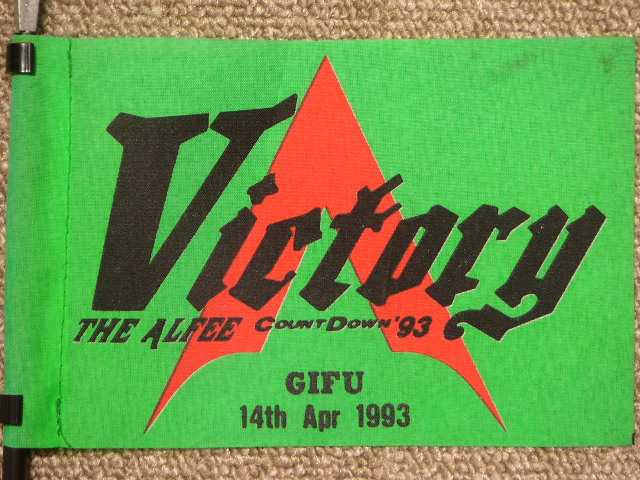 Victory
THE ALFEE COUNTDOWN '93
GIFU
14th Apr 1993